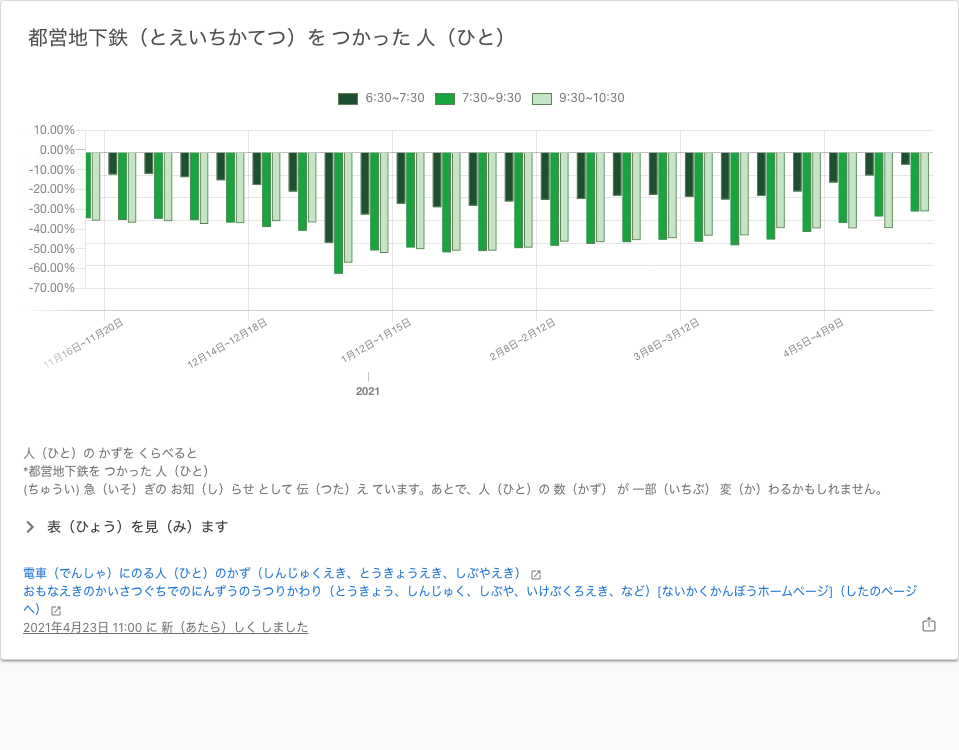 都営地下鉄（とえいちかてつ）を つかった 人（ひと）
6:30~7:30 7:30~9:30 9:30~10:30
10.00%
0.00%
-10.00%
-20.00%
-30.00%
-40.00%
-50.00%
-60.00%
-70.00%
11月16日~11月20日 12月14日~12月18日 1月12日~1月15日 2月8日~2月12日 3月8日~3月12日 4月5日~4月9日
2021
人（ひと）の かずを くらべると
*都営地下鉄を つかった 人（ひと）
(ちゅうい) 急（いそ）ぎの お知（し）らせ として 伝（つた）え ています。あとで、人（ひと）の 数（かず） が 一部（いちぶ） 変（か）わるかもしれません。
表（ひょう）を見（み）ます
電車（でんしゃ）にのる人（ひと）のかず（しんじゅくえき、とうきょうえき、しぶやえき）
おもなえきのかいさつぐちでのにんずうのうつりかわり（とうきょう、しんじゅく、しぶや、いけぶくろえき、など）[ないかくかんぼうホームページ]（したのページ
へ）
2021年4月23日 11:00 に 新（あたら）しく しました